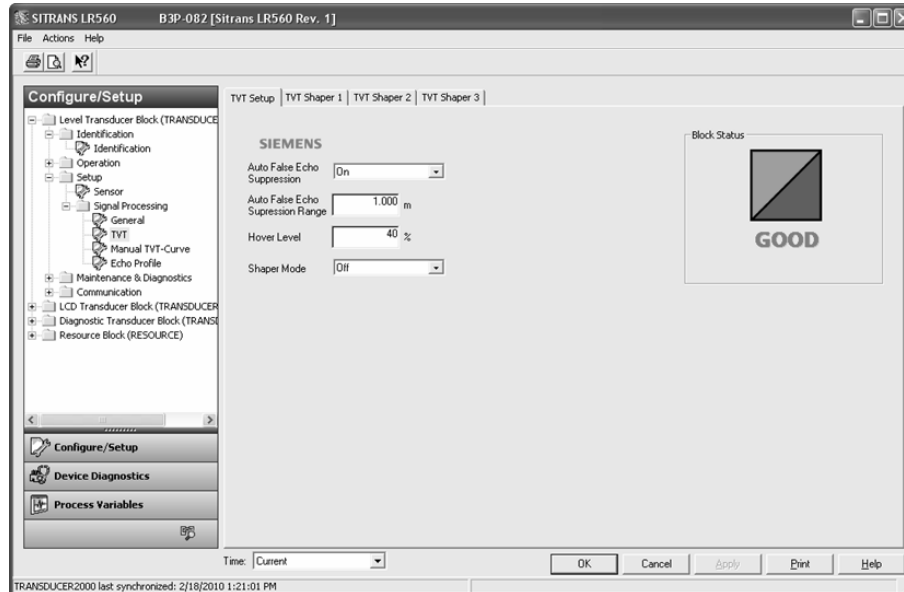 SITRANS LR560 B3P-082 [Sitrans LR560 Rev. 1]
File Actions Help
Configure/Setup
Level Transducer Block (TRANSDUCE
Identification
Identification
Operation
Setup
Sensor
Signal Processing
General
TVT
Manual TVT-Curve
Echo Profile
Maintenance & Diagnostics
Communication
LCD Transducer Block (TRANSDUCER
Diagnostic Transducer Block (TRANSD
Resource Block (RESOURCE)
Configure/Setup
Device Diagnostics
Process Variables
TVT Setup TVT Shaper 1 TVT Shaper 2 TVT Shaper 3
SIEMENS
Auto False Echo
Suppression
On
Auto False Echo
Supression Range
1.000 m
Hover Level
40 %
Shaper Mode
Off
Block Status
GOOD
Time: Current
OK Cancel Apply Print Help
TRANSDUCER2000 last synchronized: 2/18/2010 1:21:01 PM